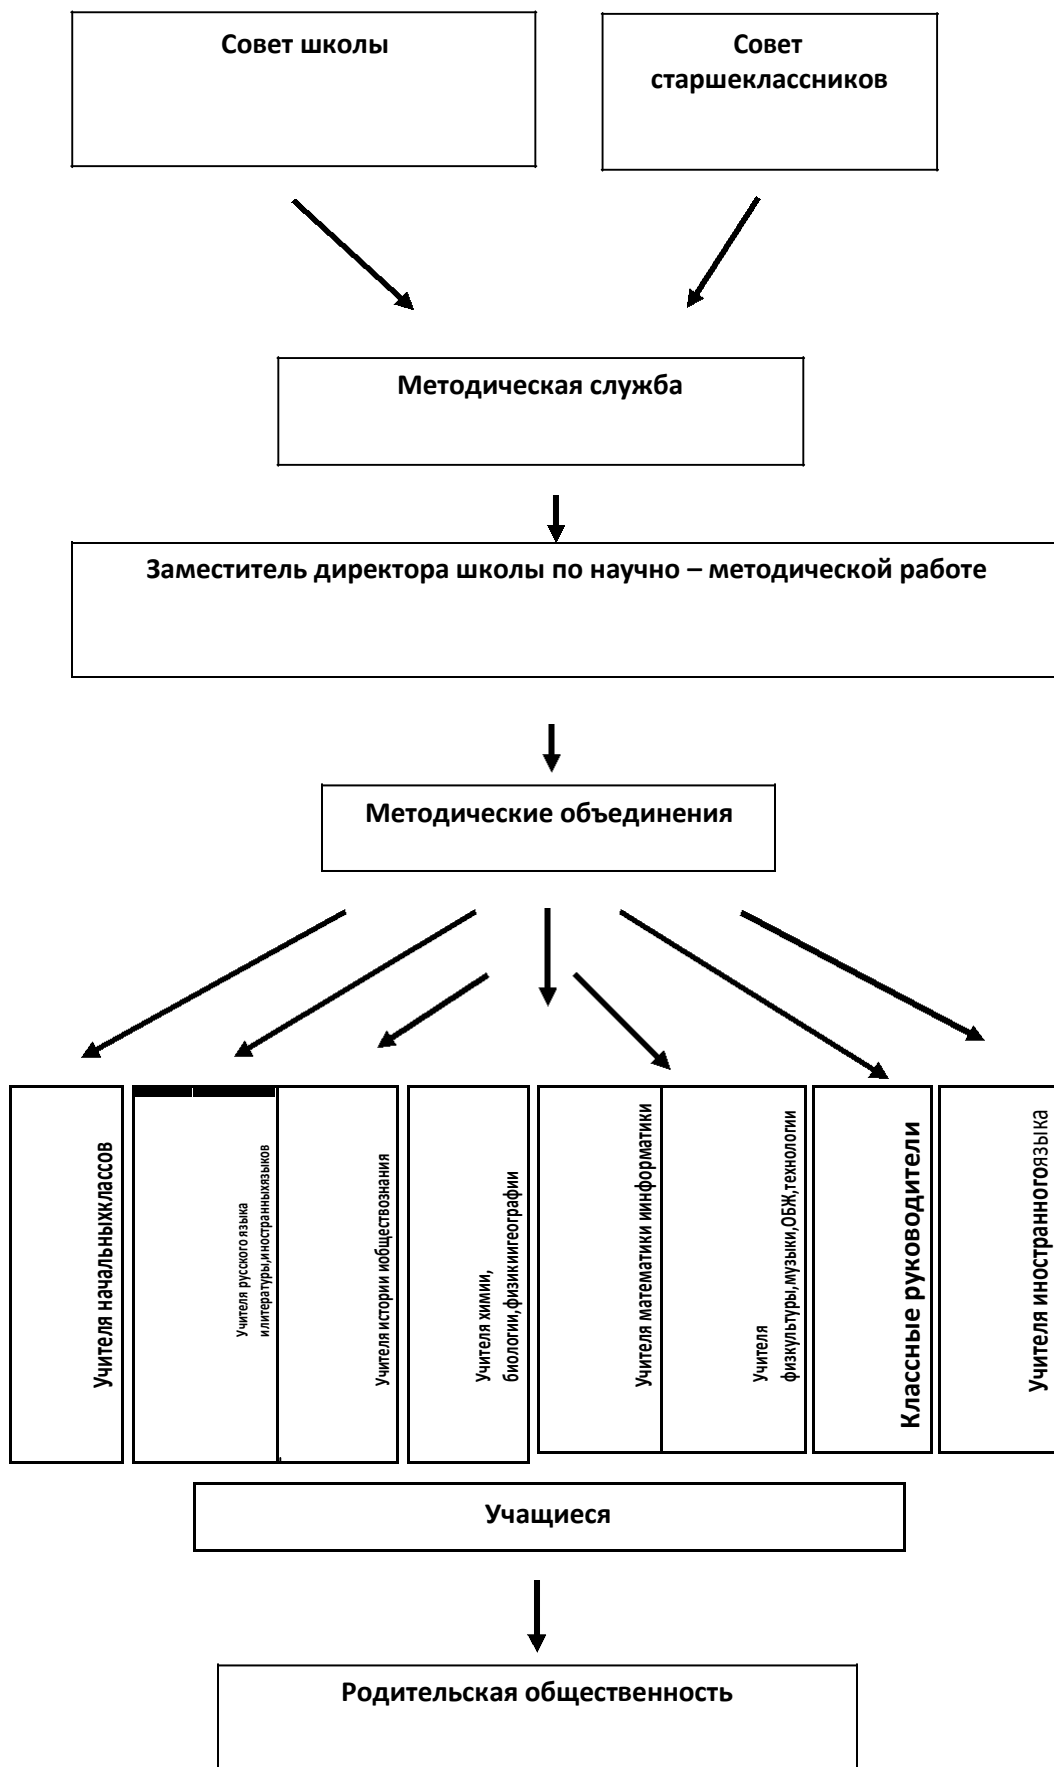 Совет школы
Совет
старшеклассников
Методическая служба
Заместитель директора школы по научно – методической работе
Методические объединения
Учителя начальныхклассов
Учителя русского языка
илитературы,иностранныхязыков
Учителя истории иобществознания
Учителя химии,
биологии,физикиигеографии
Учителя математики иинформатики
Учителя
физкультуры,музыки,ОБЖ,технологии
Классные руководители
Учителя иностранногоязыка
Учащиеся
Родительская общественность